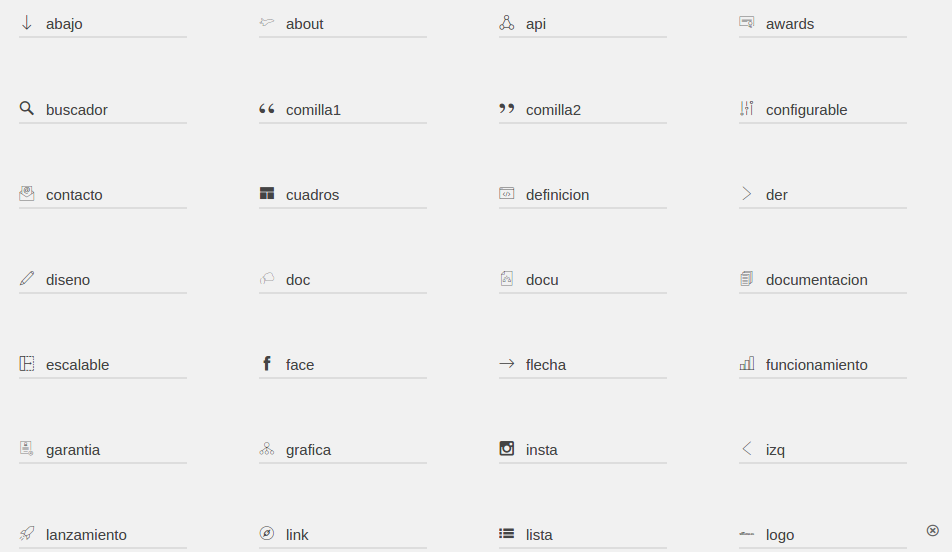 abajo about api awards
buscador comilla1 comilla2 configurable
contacto cuadros definicion der
diseno doc docu documentacion
escalable face flecha funcionamiento
garantia grafica insta izq
lanzamiento link lista logo